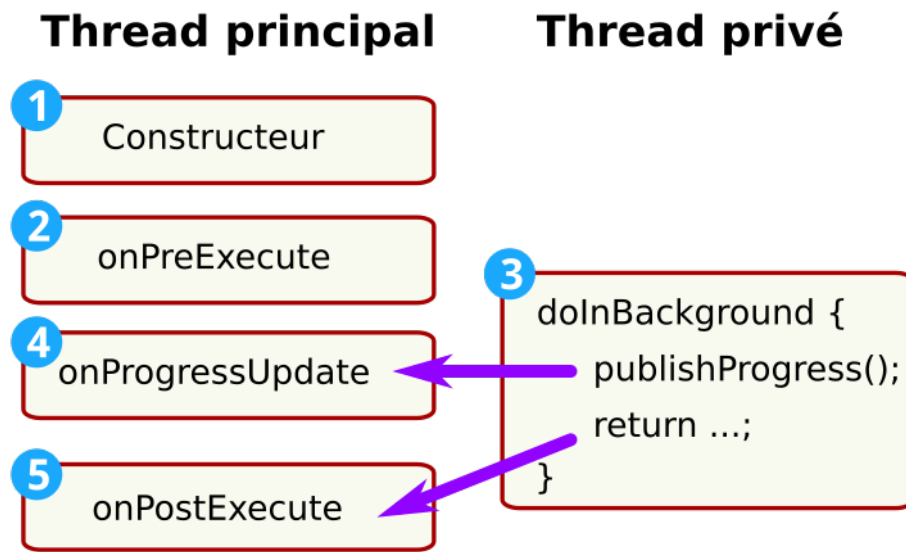 Thread principal
Thread privé
1
Constructeur
2
onPreExecute
3
doInBackground {
publishProgress();
return ...;
}
4
onProgressUpdate
5
onPostExecute